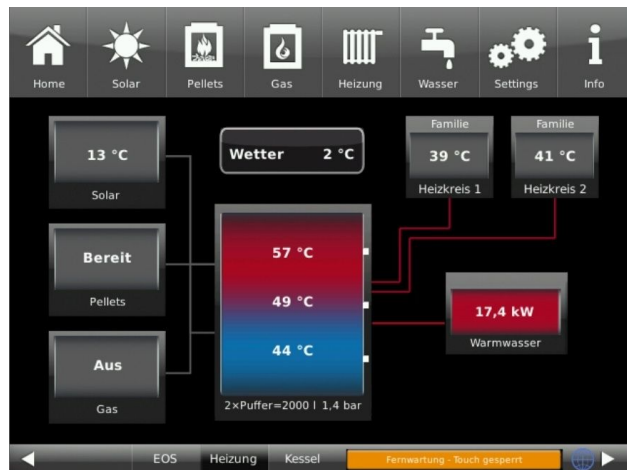 Home Solar Pellets Gas Heizung Wasser Settings Info
Familie Familie
13 °C
Wetter 2 °C
39 °C 41 °C
Solar
Heizkreis 1 Heizkreis 2
57 °C
Bereit
Pellets
49 °C
17,4 kW
Warmwasser
44 °C
Aus
Gas
2×Puffer=2000 l 1,4 bar
EOS Heizung Kessel Fernwartung - Touch gesperrt